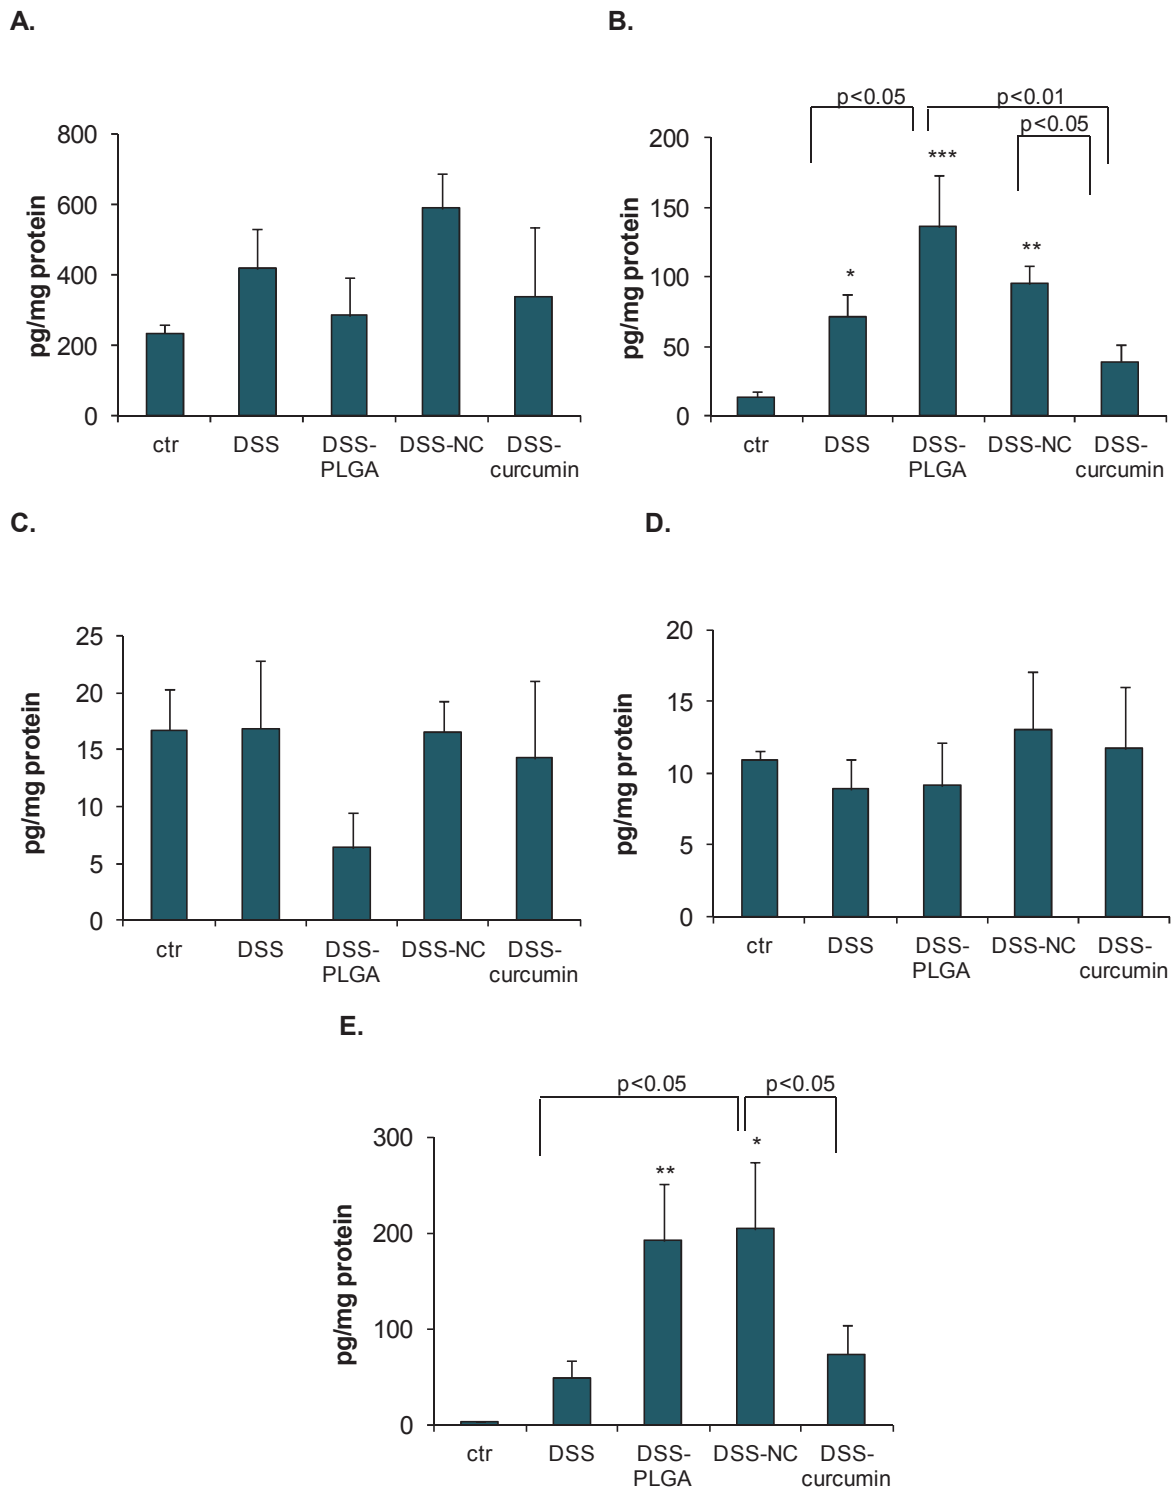 A.
800
600
400
200
0
pg/mg protein
ctr
DSS
DSS-
PLGA
DSS-NC
DSS-
curcumin
B.
p<0.05
p<0.01
p<0.05
200
150
100
50
0
pg/mg protein
*
***
**
ctr
DSS
DSS-
PLGA
DSS-NC
DSS-
curcumin
C.
25
20
15
10
5
0
pg/mg protein
ctr
DSS
DSS-
PLGA
DSS-NC
DSS-
curcumin
D.
20
15
10
5
0
pg/mg protein
ctr
DSS
DSS-
PLGA
DSS-NC
DSS-
curcumin
E.
p<0.05
p<0.05
300
200
100
0
pg/mg protein
**
*
ctr
DSS
DSS-
PLGA
DSS-NC
DSS-
curcumin